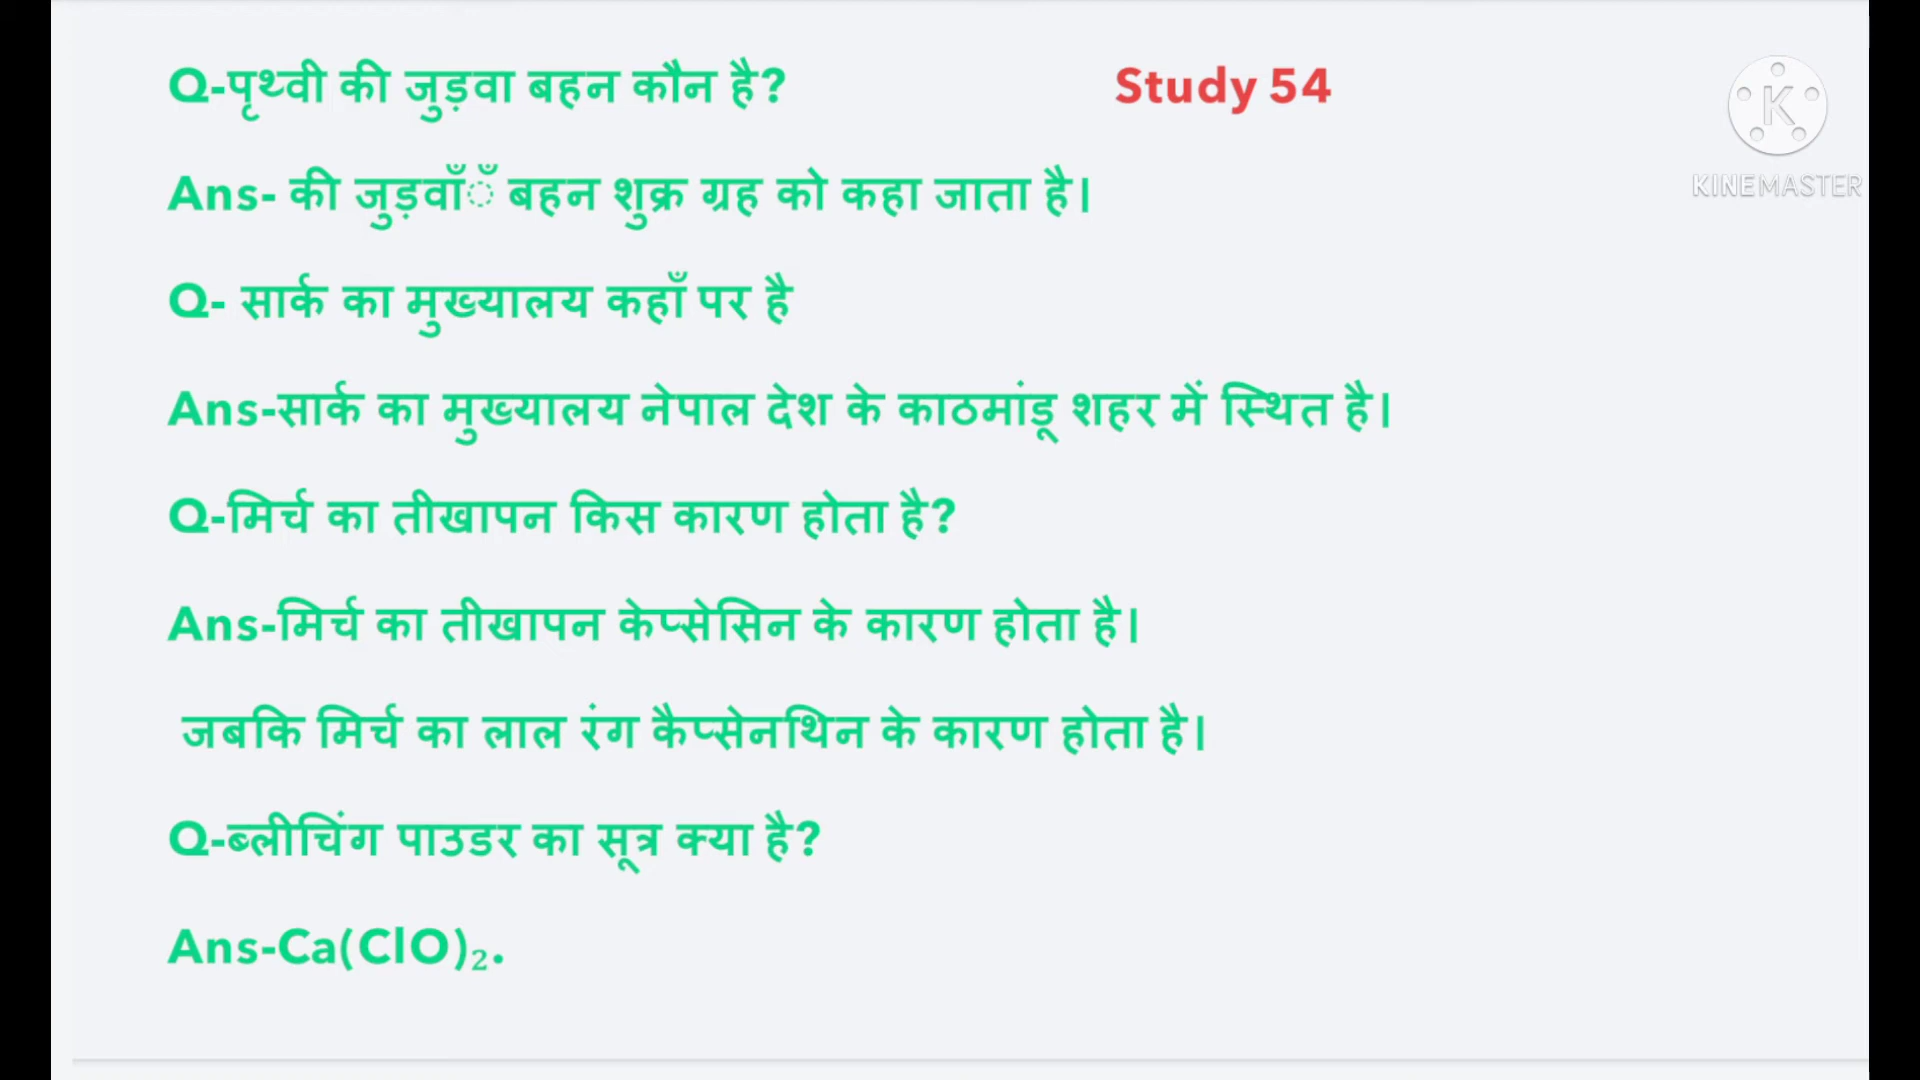 Q-पृथ्वी की जुड़वा बहन कौन है?
Study 54
K
KINEMASTER
Ans- की जुड़वाँँ बहन शुक्र ग्रह को कहा जाता है।
Q- सार्क का मुख्यालय कहाँ पर है
Ans-सार्क का मुख्यालय नेपाल देश के काठमांडू शहर में स्थित है।
Q-मिर्च का तीखापन किस कारण होता है?
Ans-मिर्च का तीखापन केप्सेसिन के कारण होता है।
जबकि मिर्च का लाल रंग कैप्सेनथिन के कारण होता है।
Q-ब्लीचिंग पाउडर का सूत्र क्या है?
Ans-Ca(ClO)₂.